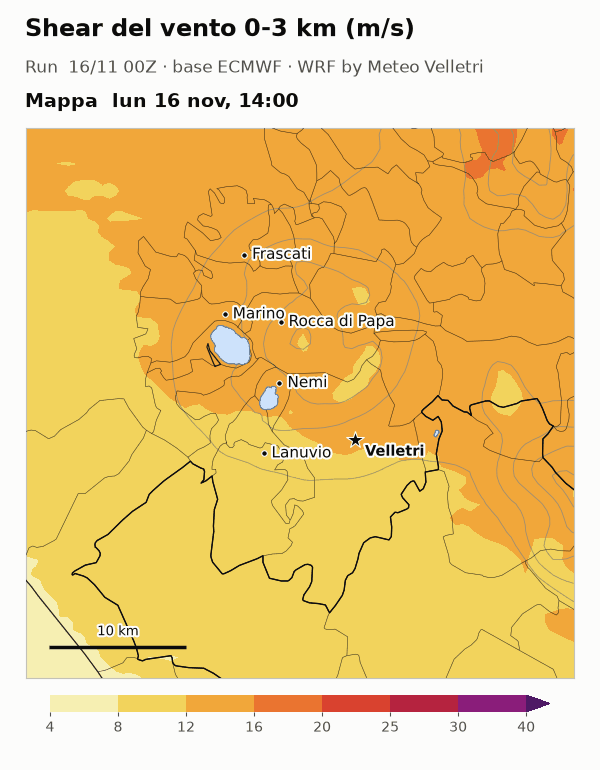 Shear del vento 0-3 km (m/s)
Run  16/11 00Z · base ECMWF · WRF by Meteo Velletri
Mappa  lun 16 nov, 14:00
Frascati
Marino
Rocca di Papa
Nemi
Velletri
Lanuvio
10 km
4 8 12 16 20 25 30 40